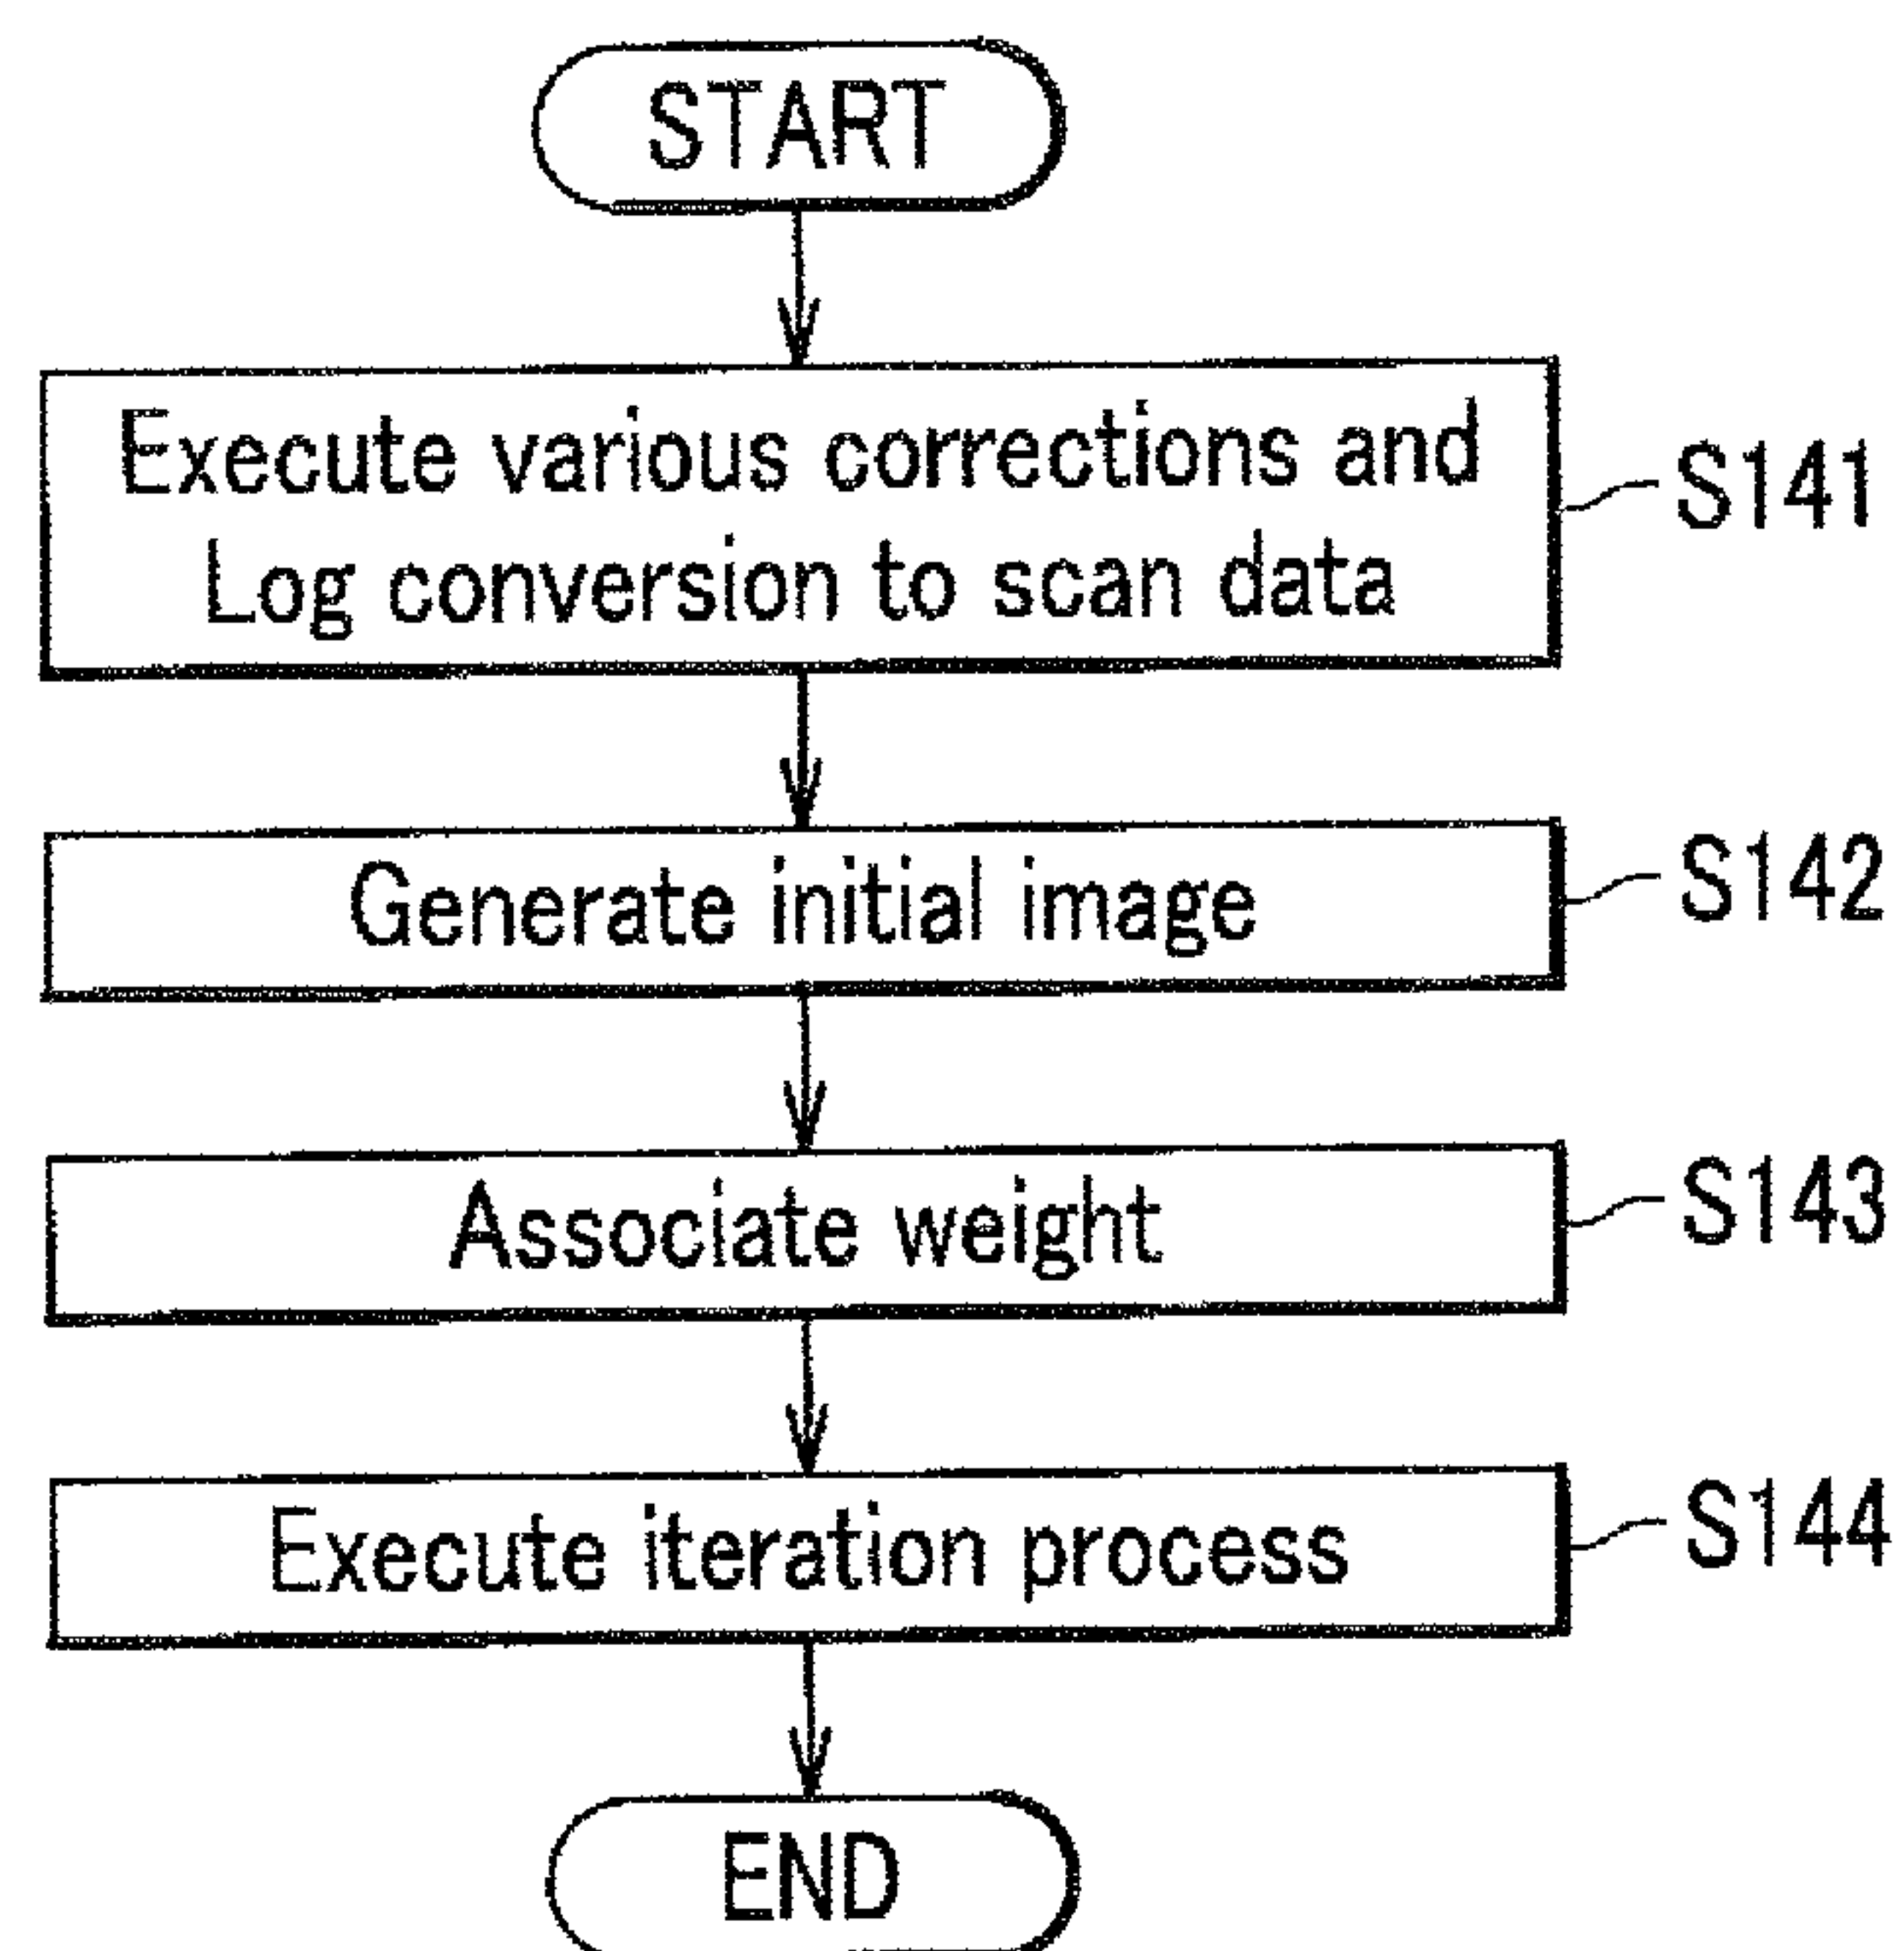 START
Execute various corrections and
Log conversion to scan data
S141
Generate initial image
S142
Associate weight
S143
Execute iteration process
S144
END